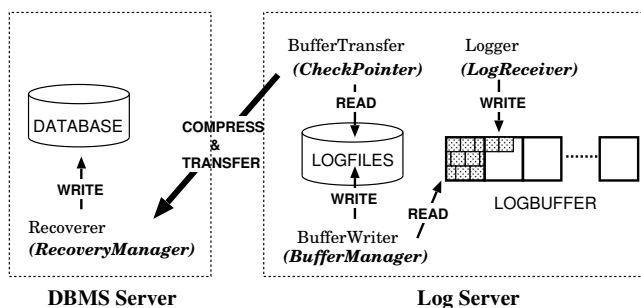 DATABASE
WRITE
Recoverer
(RecoveryManager)
DBMS Server
COMPRESS
&
TRANSFER
BufferTransfer
(CheckPointer)
READ
LOGFILES
WRITE
BufferWriter
(BufferManager)
Logger
(LogReceiver)
WRITE
LOGBUFFER
READ
Log Server